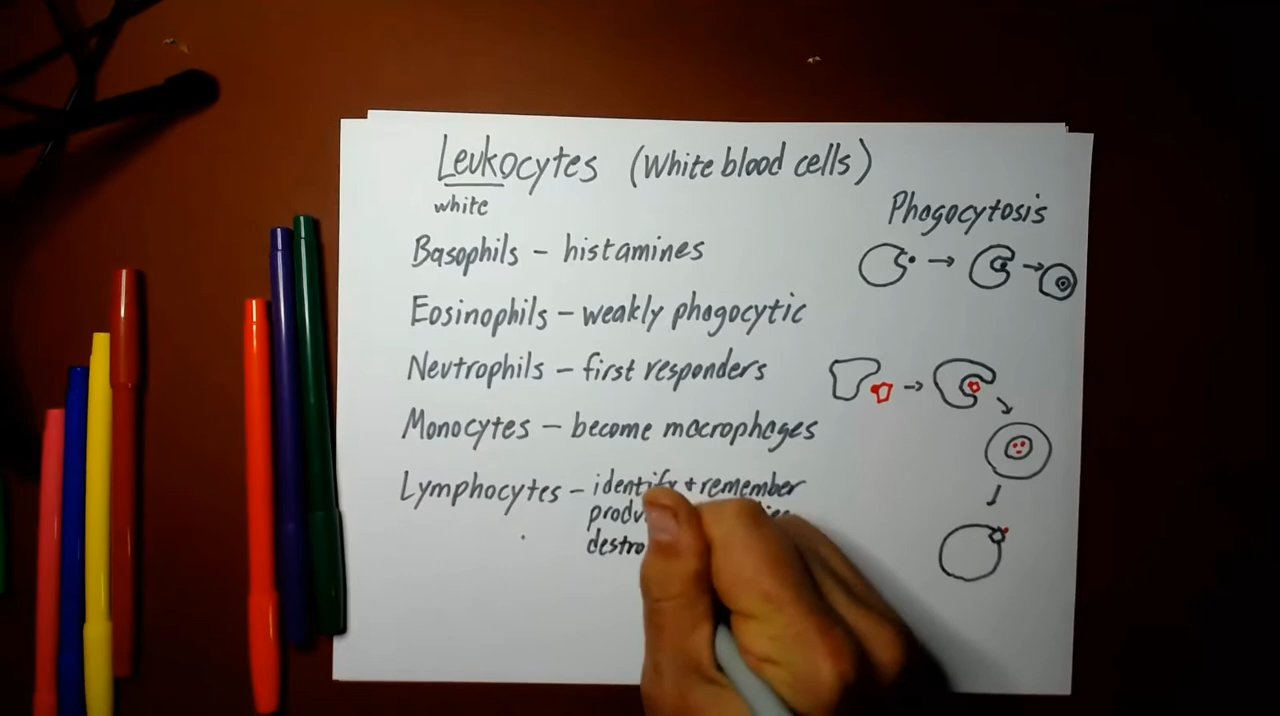 Leukocytes (White blood cells)
white
Phagocytosis
Basophils - histamines
Eosinophils - weakly phagocytic
Neutrophils - first responders
Monocytes - become macrophages
Lymphocytes - identify + remember